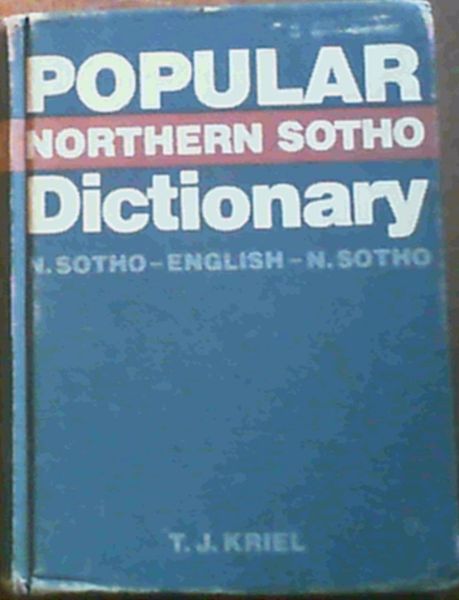 POPULAR
NORTHERN SOTHO
Dictionary
N. SOTHO – ENGLISH – N. SOTHO
T. J. KRIEL